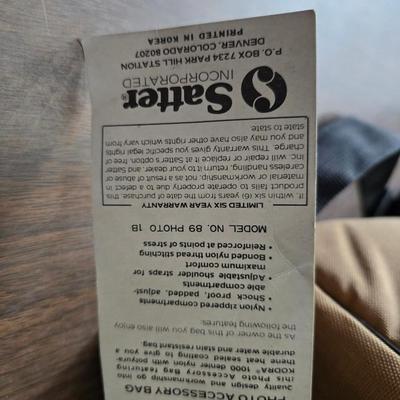 PHOTO ACCESSORY BAG
quality design and workmanship go into
this Photo Accessory Bag featuring
KODRA® 1000 denier nylon with polyure-
thene heat sealed coating to give you a
durable water and stain resistant bag.
As the owner of this bag you will also enjoy
the following features:
• Nylon zippered compartments
• Shock proof, padded, adjust-
able compartments
• Adjustable shoulder straps for
maximum comfort
• Bonded nylon thread stitching
• Reinforced at points of stress
MODEL NO. 89 PHOTO 1B
LIMITED SIX YEAR WARRANTY
If within six (6) years from date of purchase this
product fails to operate properly due to a defect in
material or workmanship, not as a result of abuse or
careless handling, return it to your dealer and Satter
Inc. will repair or replace it at Satter's option, free of
charge. This warranty gives you specific legal rights
and you may also have other rights which vary from
state to state
Satter®
INCORPORATED
P.O. BOX 7234 PARK HILL STATION
DENVER, COLORADO 80207
PRINTED IN KOREA